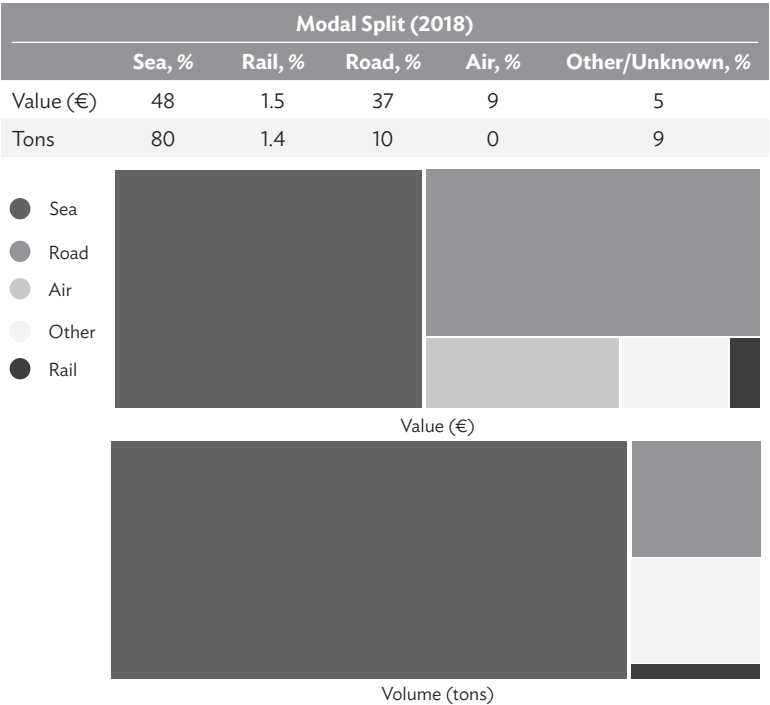 Modal Split (2018)
Sea, % Rail, % Road, % Air, % Other/Unknown, %
Value (€) 48 1.5 37 9 5
Tons 80 1.4 10 0 9
Sea
Road
Air
Other
Rail
Value (€)
Volume (tons)